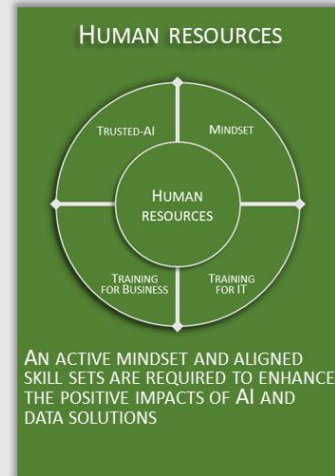 HUMAN RESOURCES
TRUSTED-AI
MINDSET
HUMAN
RESOURCES
TRAINING
FOR BUSINESS
TRAINING
FOR IT
AN ACTIVE MINDSET AND ALIGNED
SKILL SETS ARE REQUIRED TO ENHANCE
THE POSITIVE IMPACTS OF AI AND
DATA SOLUTIONS